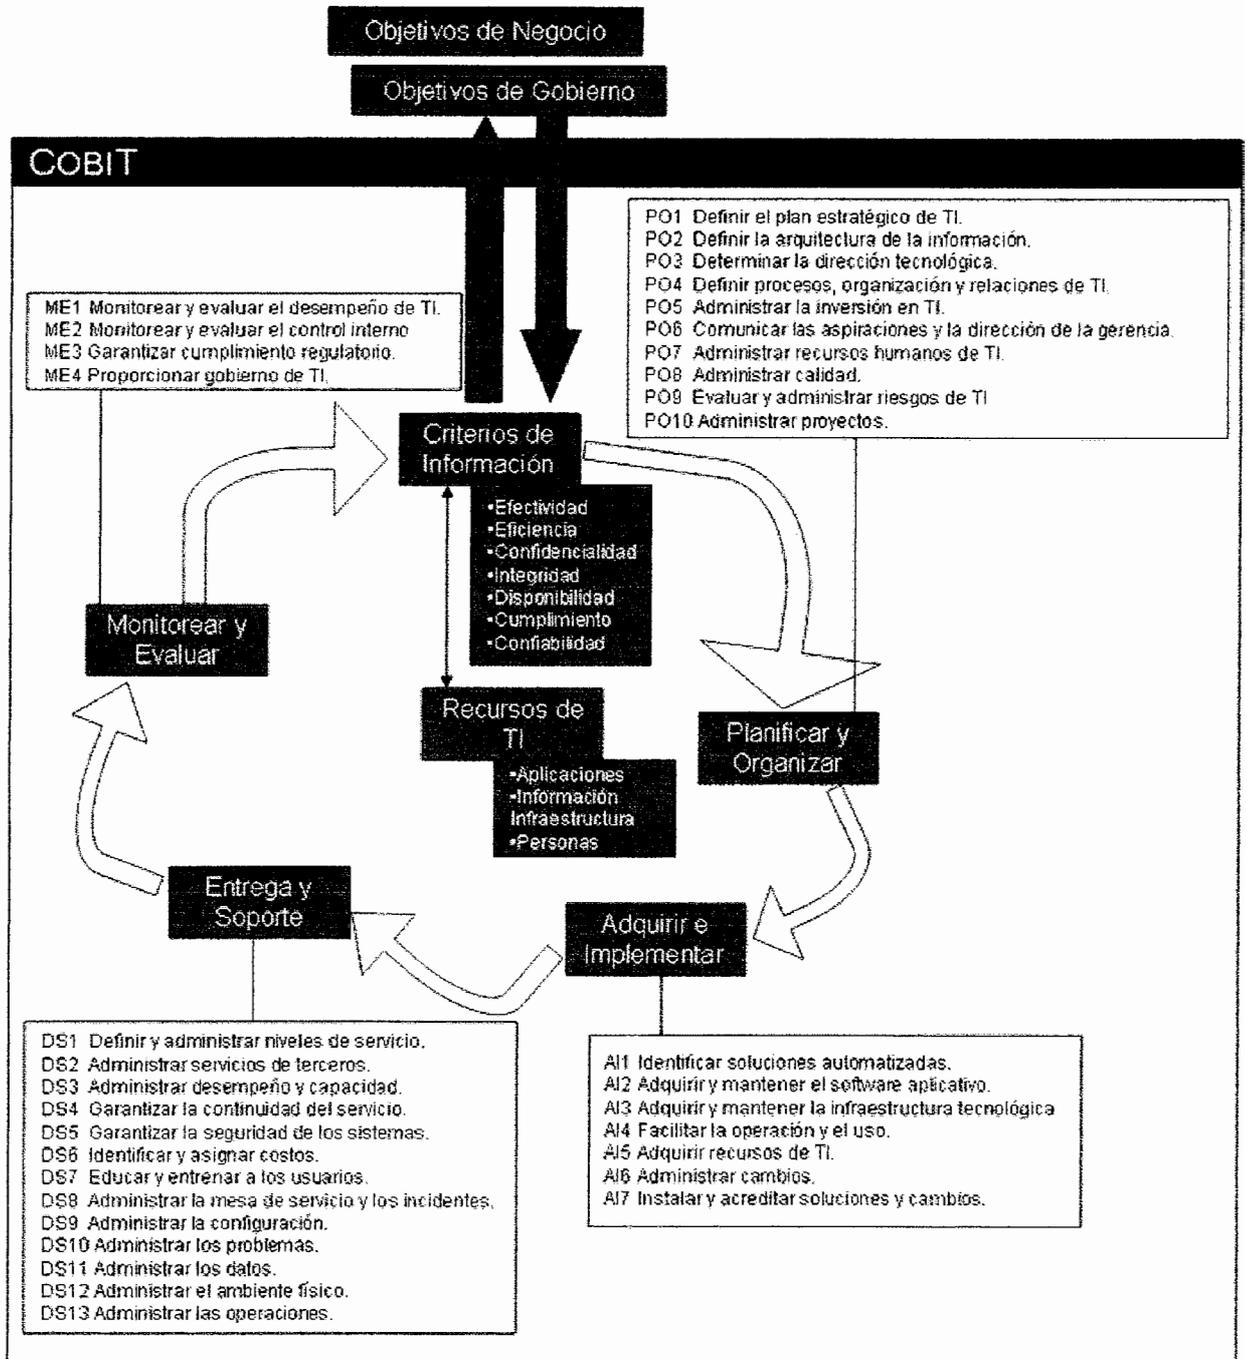 Objetivos de Negocio
Objetivos de Gobierno
COBIT
PO1 Definir el plan estratégico de TI.
PO2 Definir la arquitectura de la información.
PO3 Determinar la dirección tecnológica.
PO4 Definir procesos, organización y relaciones de TI.
PO5 Administrar la inversión en TI.
PO6 Comunicar las aspiraciones y la dirección de la gerencia.
PO7 Administrar recursos humanos de TI.
PO8 Administrar calidad.
PO9 Evaluar y administrar riesgos de TI
PO10 Administrar proyectos.
ME1 Monitorear y evaluar el desempeño de TI.
ME2 Monitorear y evaluar el control interno
ME3 Garantizar cumplimiento regulatorio.
ME4 Proporcionar gobierno de TI.
Criterios de
Información
•Efectividad
•Eficiencia
•Confidencialidad
•Integridad
•Disponibilidad
•Cumplimiento
•Confiabilidad
Monitorear y
Evaluar
Recursos de
TI
•Aplicaciones
•Información
Infraestructura
•Personas
Planificar y
Organizar
Entrega y
Soporte
Adquirir e
Implementar
DS1 Definir y administrar niveles de servicio.
DS2 Administrar servicios de terceros.
DS3 Administrar desempeño y capacidad.
DS4 Garantizar la continuidad del servicio.
DS5 Garantizar la seguridad de los sistemas.
DS6 Identificar y asignar costos.
DS7 Educar y entrenar a los usuarios.
DS8 Administrar la mesa de servicio y los incidentes.
DS9 Administrar la configuración.
DS10 Administrar los problemas.
DS11 Administrar los datos.
DS12 Administrar el ambiente físico.
DS13 Administrar las operaciones.
AI1 Identificar soluciones automatizadas.
AI2 Adquirir y mantener el software aplicativo.
AI3 Adquirir y mantener la infraestructura tecnológica
AI4 Facilitar la operación y el uso.
AI5 Adquirir recursos de TI.
AI6 Administrar cambios.
AI7 Instalar y acreditar soluciones y cambios.